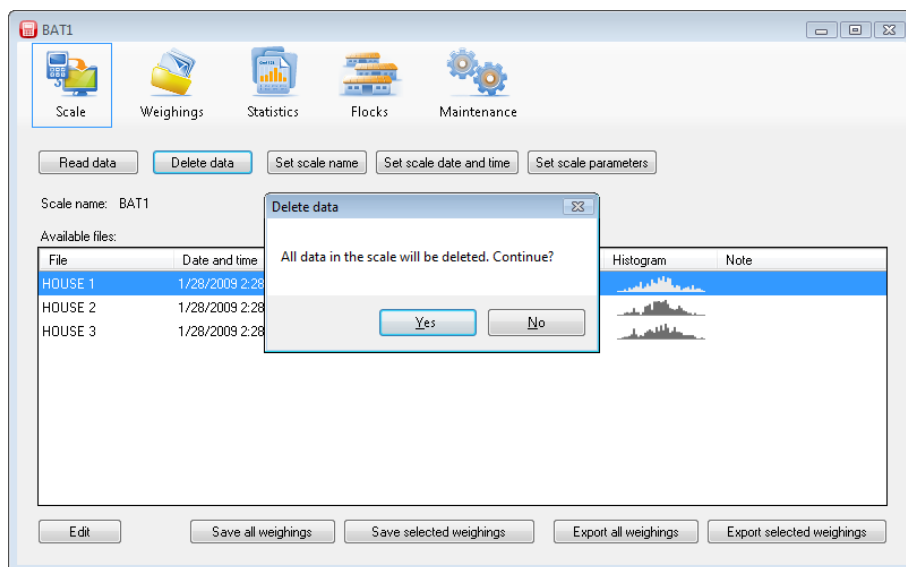 BAT1
Scale Weighings Statistics Flocks Maintenance
Read data Delete data Set scale name Set scale date and time Set scale parameters
Scale name: BAT1
Available files:
Delete data
All data in the scale will be deleted. Continue?
Yes No
File Date and time Histogram Note
HOUSE 1 1/28/2009 2:28
HOUSE 2 1/28/2009 2:28
HOUSE 3 1/28/2009 2:28
Edit Save all weighings Save selected weighings Export all weighings Export selected weighings